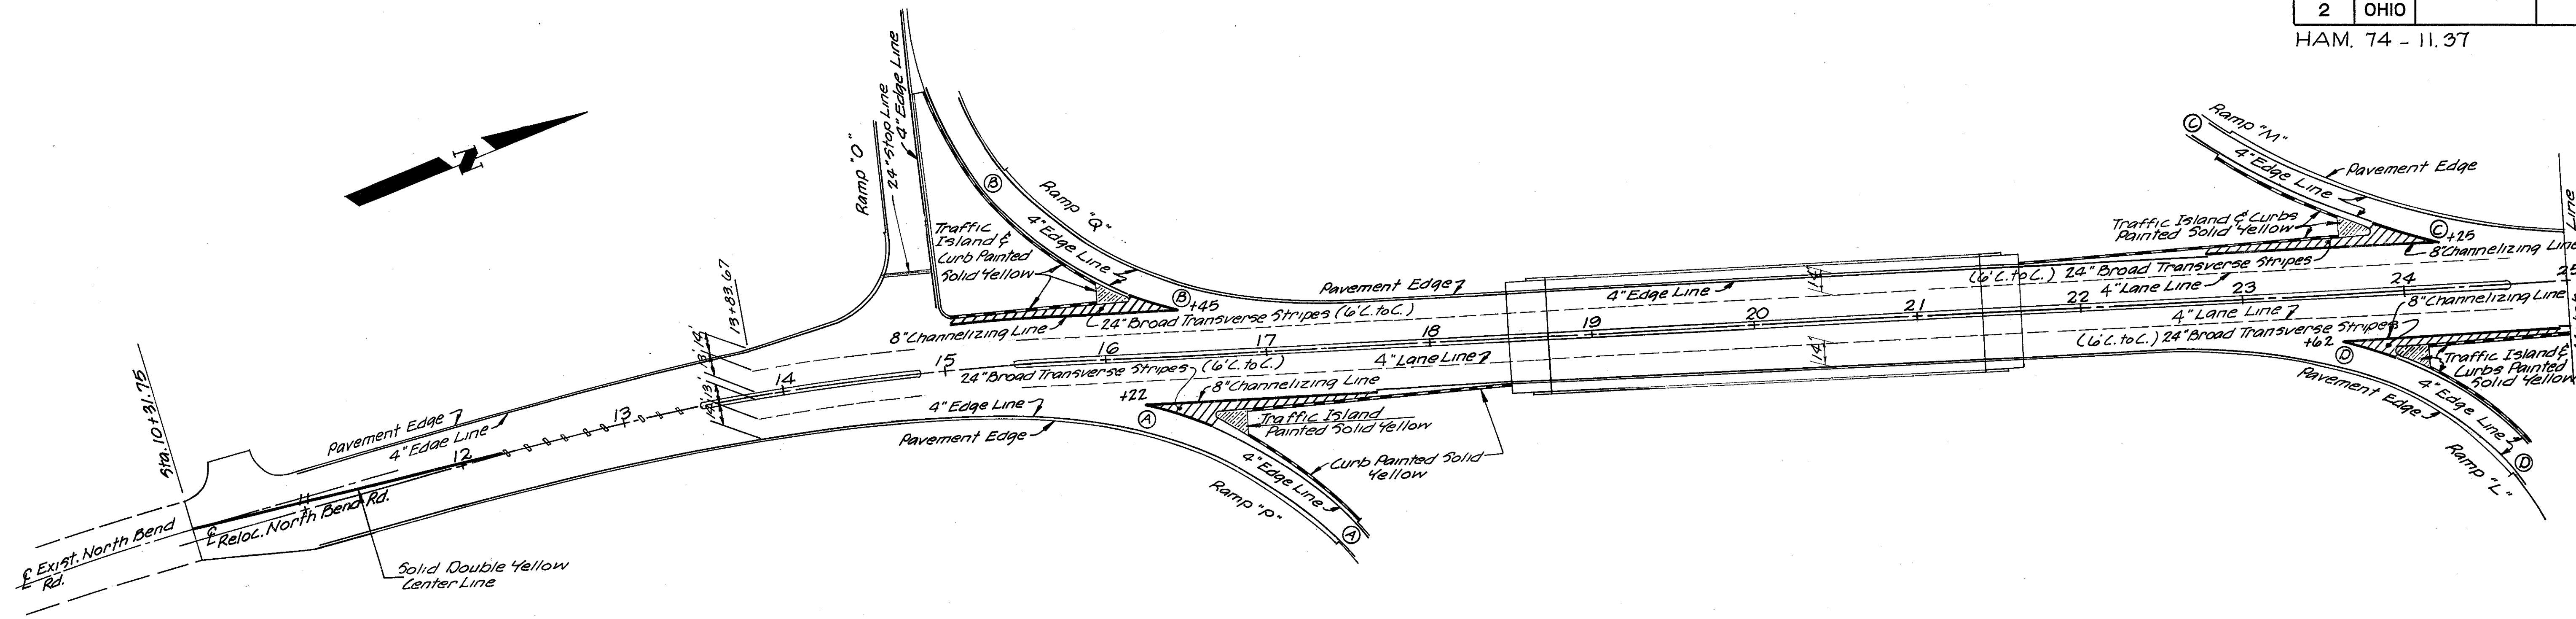 2 OHIO
HAM. 74 - 11.37
N
Ramp "O"
24" Stop Line
4" Edge Line
B
Ramp "Q"
4" Edge Line
Traffic
Island &
Curb Painted
Solid Yellow
B +45
24" Broad Transverse Stripes (6' C. to C.)
8" Channelizing Line
Pavement Edge
4" Edge Line
14'
(6' C. to C.) 24" Broad Transverse Stripes
4" Lane Line
C
Ramp "M"
4" Edge Line
Pavement Edge
Traffic Island & Curbs
Painted Solid Yellow
C +25
8" Channelizing Line
Line
Sta. 10+31.75
13+83.67
14'
13'
13'
14'
11
12
13
14
15
16
17
18
19
20
21
22
23
24
25
Pavement Edge
4" Edge Line
24" Broad Transverse Stripes (6' C. to C.)
4" Lane Line
8" Channelizing Line
+22
A
4" Edge Line
Pavement Edge
Traffic Island
Painted Solid Yellow
Curb Painted Solid
Yellow
4" Edge Line
Ramp "P"
A
14'
4" Lane Line
8" Channelizing Line
(6' C. to C.) 24" Broad Transverse Stripes
+62
D
Traffic Island &
Curbs Painted
Solid Yellow
Pavement Edge
4" Edge Line
Ramp "L"
D
℄ Exist. North Bend
Rd.
℄ Reloc. North Bend Rd.
Solid Double Yellow
Center Line